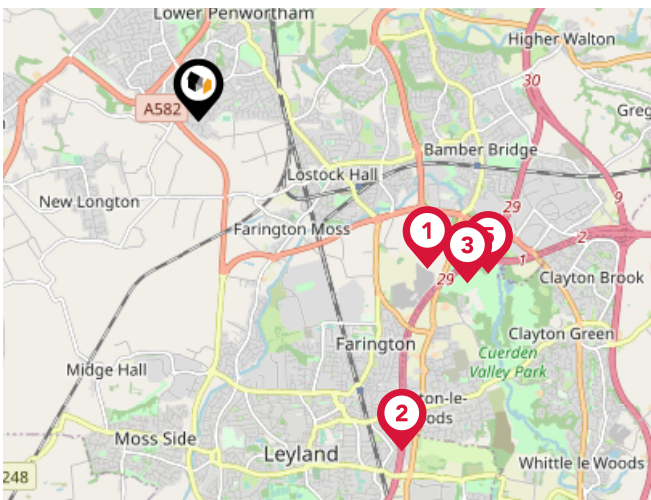 Lower Penwortham
Higher Walton
30
A582
Bamber Bridge
Lostock Hall
New Longton
29
9
Farington Moss
1
2
3
1
29
Clayton Brook
Farington
Clayton Green
Cuerden
Valley Park
Midge Hall
2
ton-le-
oods
Moss Side
Leyland
Whittle le Woods
248